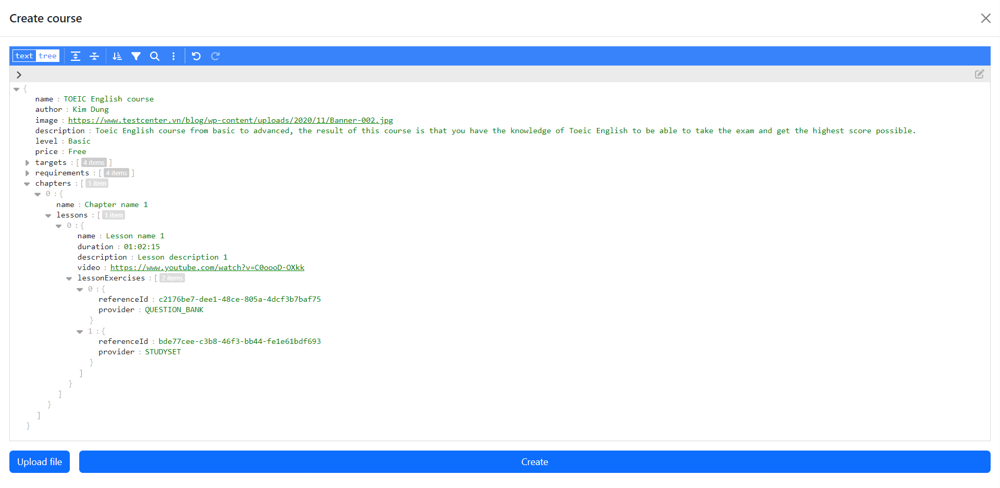 Create course
text tree
{
name : TOEIC English course
author : Kim Dung
image : https://www.testcenter.vn/blog/wp-content/uploads/2020/11/Banner-002.jpg
description : Toeic English course from basic to advanced, the result of this course is that you have the knowledge of Toeic English to be able to take the exam and get the highest score possible.
level : Basic
price : Free
targets : [ 4 items ]
requirements : [ 4 items ]
chapters : [ 1 item
0 : {
name : Chapter name 1
lessons : [ 1 item
0 : {
name : Lesson name 1
duration : 01:02:15
description : Lesson description 1
video : https://www.youtube.com/watch?v=C0oooD-OXkk
lessonExercises : [ 2 items
0 : {
referenceId : c2176be7-dee1-48ce-805a-4dcf3b7baf75
provider : QUESTION_BANK
}
1 : {
referenceId : bde77cee-c3b8-46f3-bb44-fe1e61bdf693
provider : STUDYSET
}
]
}
]
}
]
}
Upload file Create